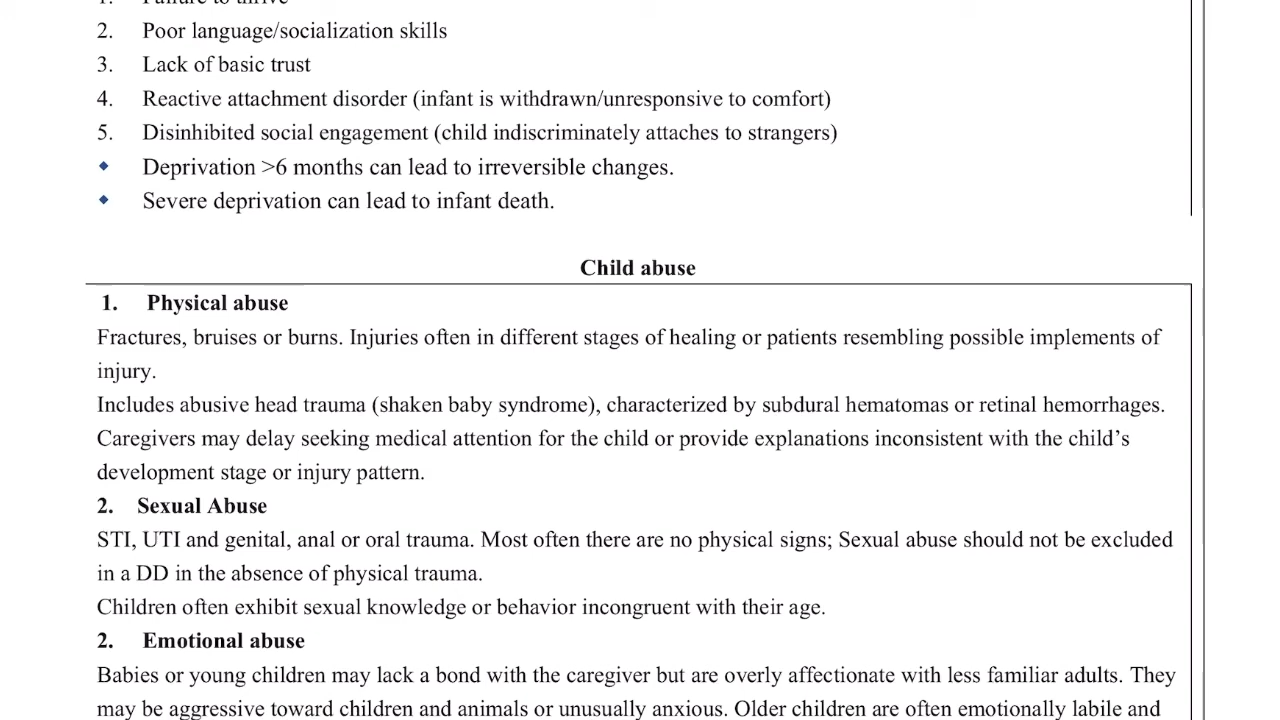 1. Failure to thrive
2. Poor language/socialization skills
3. Lack of basic trust
4. Reactive attachment disorder (infant is withdrawn/unresponsive to comfort)
5. Disinhibited social engagement (child indiscriminately attaches to strangers)
Deprivation >6 months can lead to irreversible changes.
Severe deprivation can lead to infant death.
Child abuse
1. Physical abuse
Fractures, bruises or burns. Injuries often in different stages of healing or patients resembling possible implements of
injury.
Includes abusive head trauma (shaken baby syndrome), characterized by subdural hematomas or retinal hemorrhages.
Caregivers may delay seeking medical attention for the child or provide explanations inconsistent with the child’s
development stage or injury pattern.
2. Sexual Abuse
STI, UTI and genital, anal or oral trauma. Most often there are no physical signs; Sexual abuse should not be excluded
in a DD in the absence of physical trauma.
Children often exhibit sexual knowledge or behavior incongruent with their age.
2. Emotional abuse
Babies or young children may lack a bond with the caregiver but are overly affectionate with less familiar adults. They
may be aggressive toward children and animals or unusually anxious. Older children are often emotionally labile and